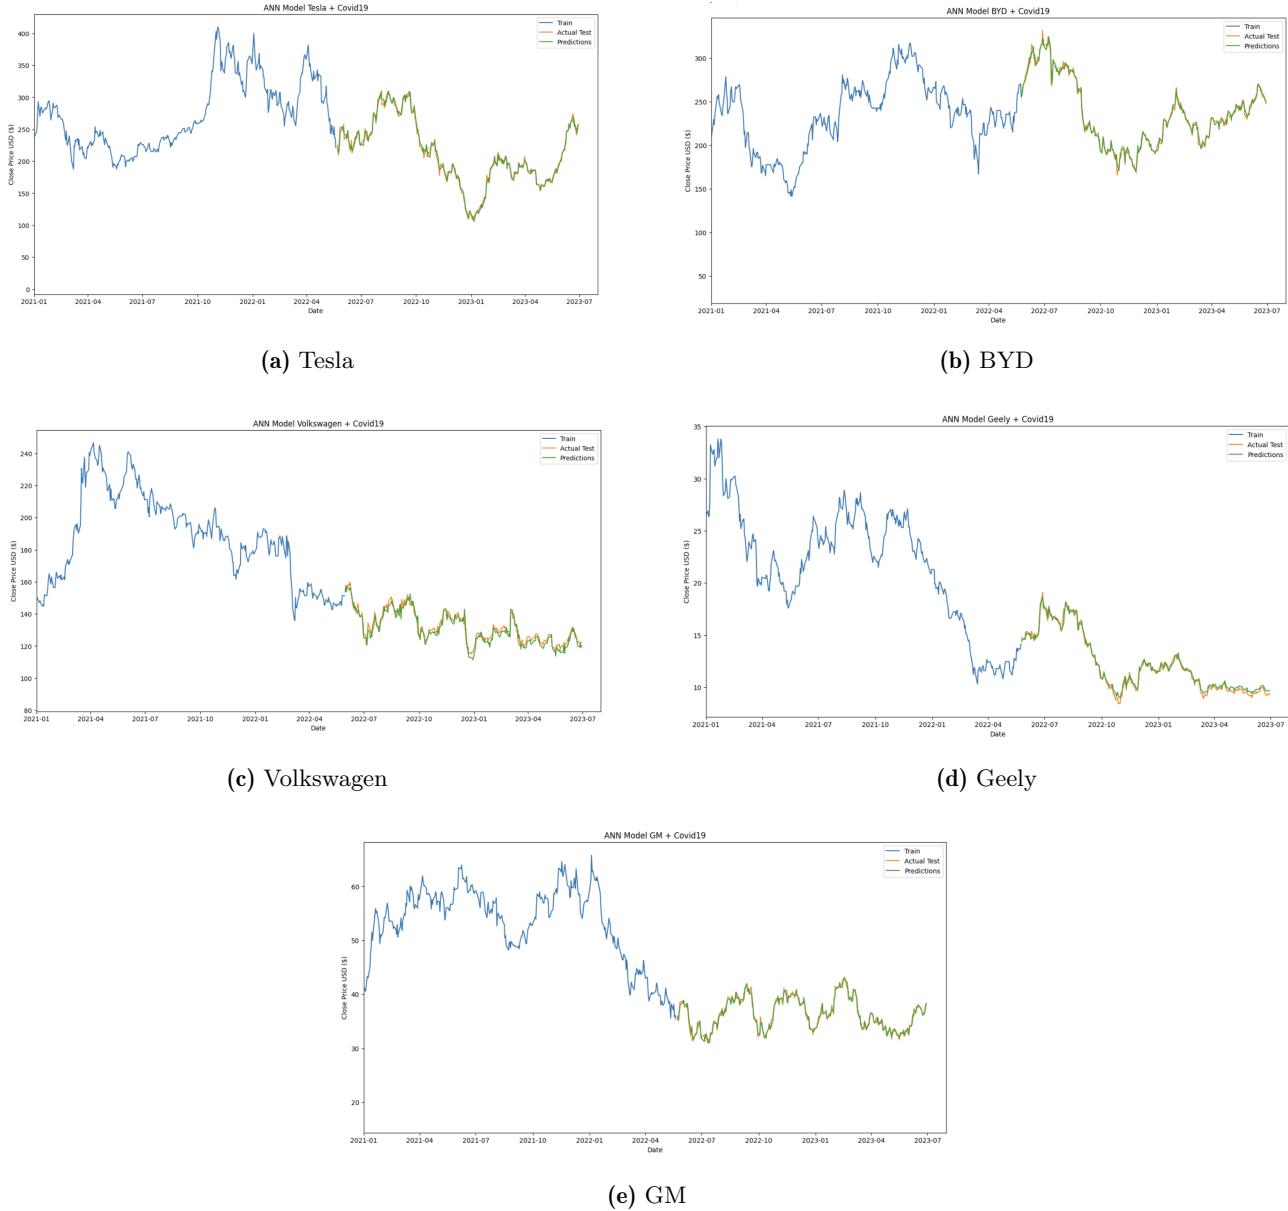 ANN Model Tesla + Covid19
Train
Actual Test
Predictions
400
350
300
250
200
150
100
50
0
Close Price USD ($)
2021-01 2021-04 2021-07 2021-10 2022-01 2022-04 2022-07 2022-10 2023-01 2023-04 2023-07
Date
(a) Tesla
ANN Model BYD + Covid19
Train
Actual Test
Predictions
300
250
200
150
100
50
Close Price USD ($)
2021-01 2021-04 2021-07 2021-10 2022-01 2022-04 2022-07 2022-10 2023-01 2023-04 2023-07
Date
(b) BYD
ANN Model Volkswagen + Covid19
Train
Actual Test
Predictions
240
220
200
180
160
140
120
100
80
Close Price USD ($)
2021-01 2021-04 2021-07 2021-10 2022-01 2022-04 2022-07 2022-10 2023-01 2023-04 2023-07
Date
(c) Volkswagen
ANN Model Geely + Covid19
Train
Actual Test
Predictions
35
30
25
20
15
10
Close Price USD ($)
2021-01 2021-04 2021-07 2021-10 2022-01 2022-04 2022-07 2022-10 2023-01 2023-04 2023-07
Date
(d) Geely
ANN Model GM + Covid19
Train
Actual Test
Predictions
60
50
40
30
20
Close Price USD ($)
2021-01 2021-04 2021-07 2021-10 2022-01 2022-04 2022-07 2022-10 2023-01 2023-04 2023-07
Date
(e) GM